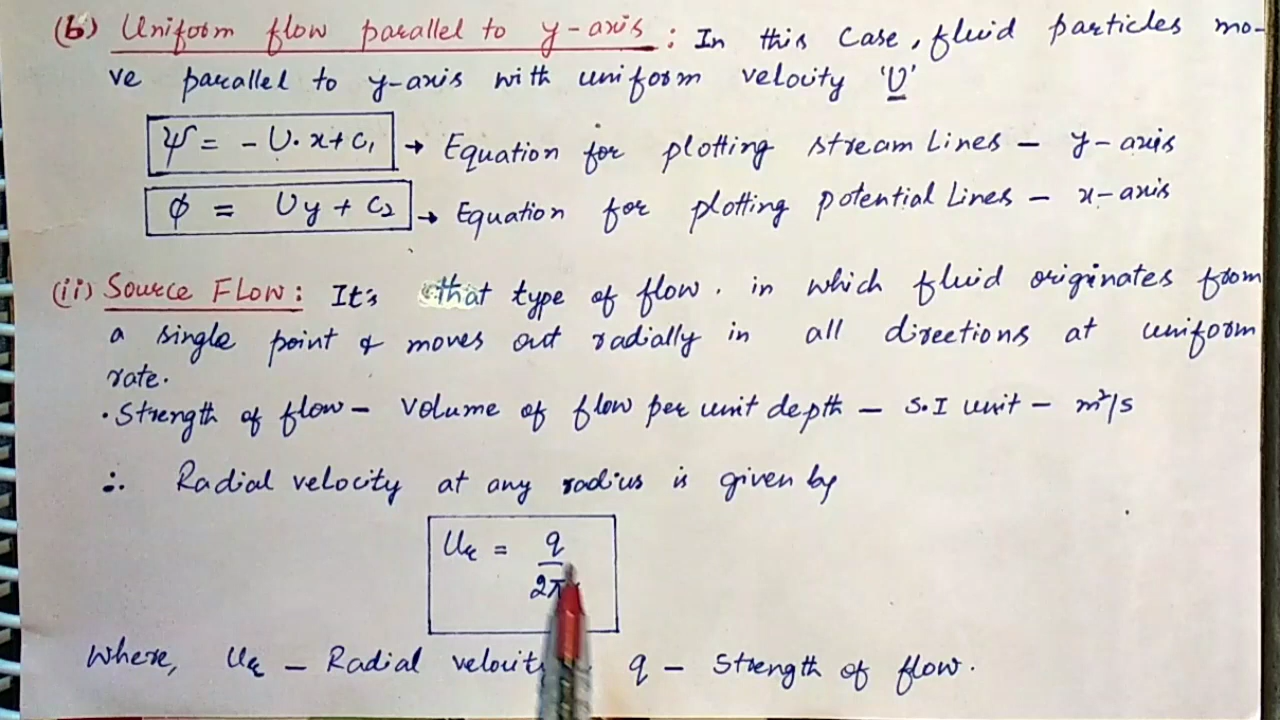 (b) Uniform flow parallel to y-axis : In this case, fluid particles mo-
ve parallel to y-axis with uniform velocity 'U'
ψ = - U.x+C₁ → Equation for plotting stream Lines - y-axis
ϕ = Uy + C₂ → Equation for plotting potential Lines - x-axis
(ii) Source Flow: It's that type of flow. in which fluid originates from
a single point & moves out radially in all directions at uniform
rate.
• Strength of flow - Volume of flow per unit depth - S.I unit - m²/s
∴ Radial velocity at any radius is given by
Uᵣ = q
2π
Where, Uᵣ - Radial velocity q - Strength of flow.